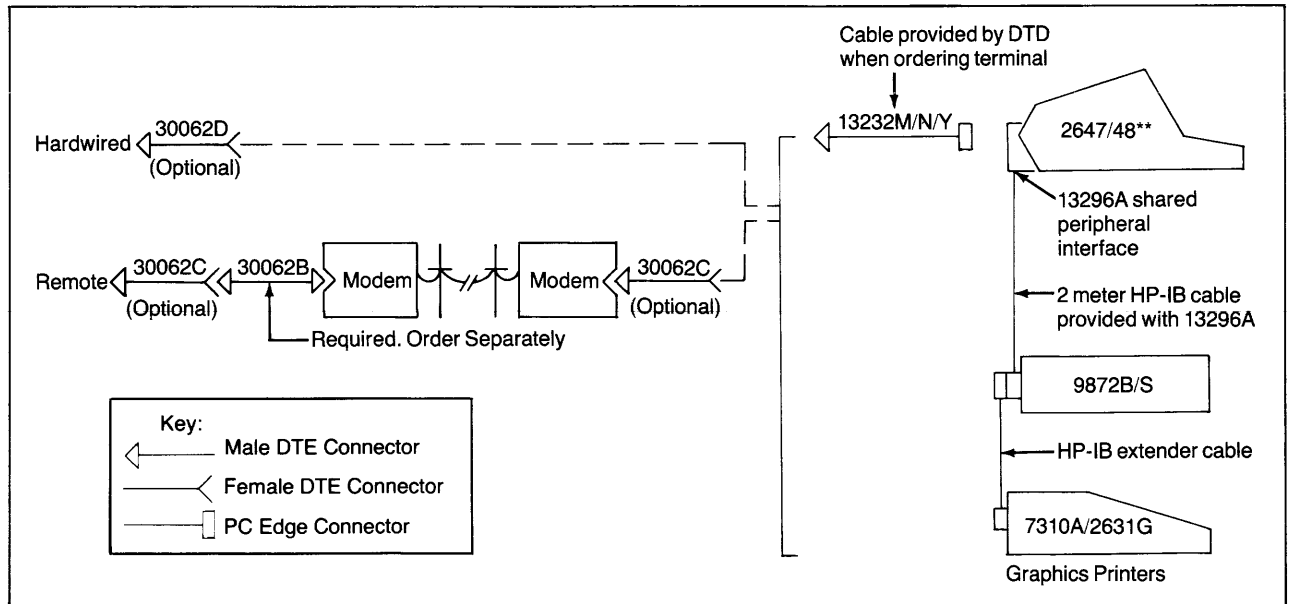 Cable provided by DTD
when ordering terminal
30062D
Hardwired
(Optional)
13232M/N/Y
2647/48**
13296A shared
peripheral
interface
Remote
30062C
(Optional)
30062B
Modem
Modem
30062C
(Optional)
Required. Order Separately
2 meter HP-IB cable
provided with 13296A
9872B/S
HP-IB extender cable
7310A/2631G
Graphics Printers
Key:
Male DTE Connector
Female DTE Connector
PC Edge Connector